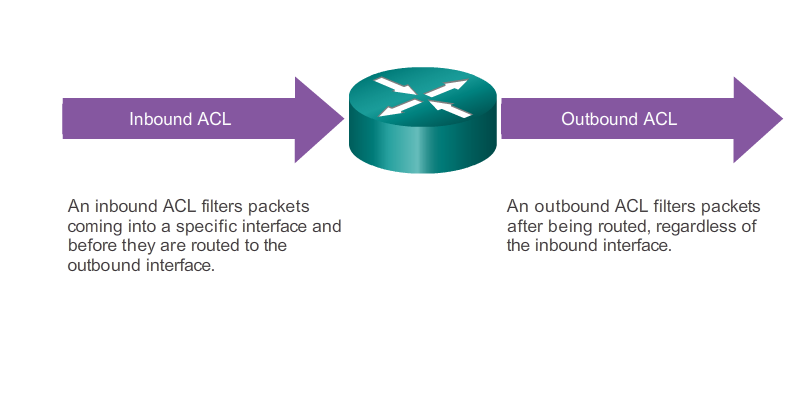 Inbound ACL
Outbound ACL
An inbound ACL filters packets
coming into a specific interface and
before they are routed to the
outbound interface.
An outbound ACL filters packets
after being routed, regardless of
the inbound interface.